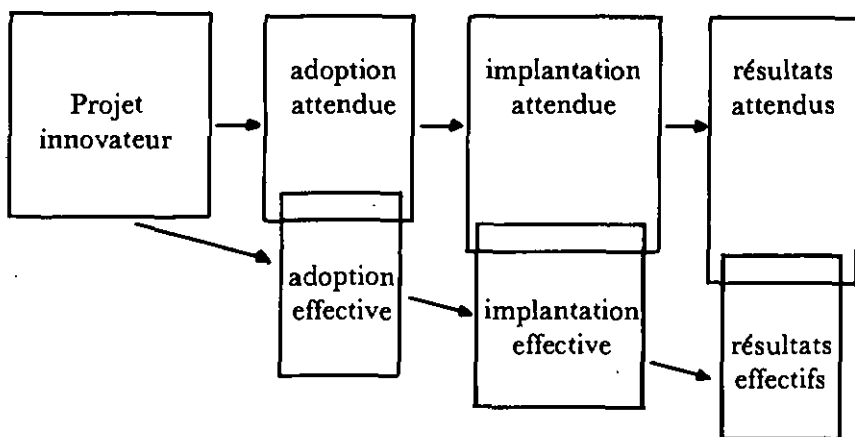 Projet
innovateur
adoption
attendue
implantation
attendue
résultats
attendus
adoption
effective
implantation
effective
résultats
effectifs